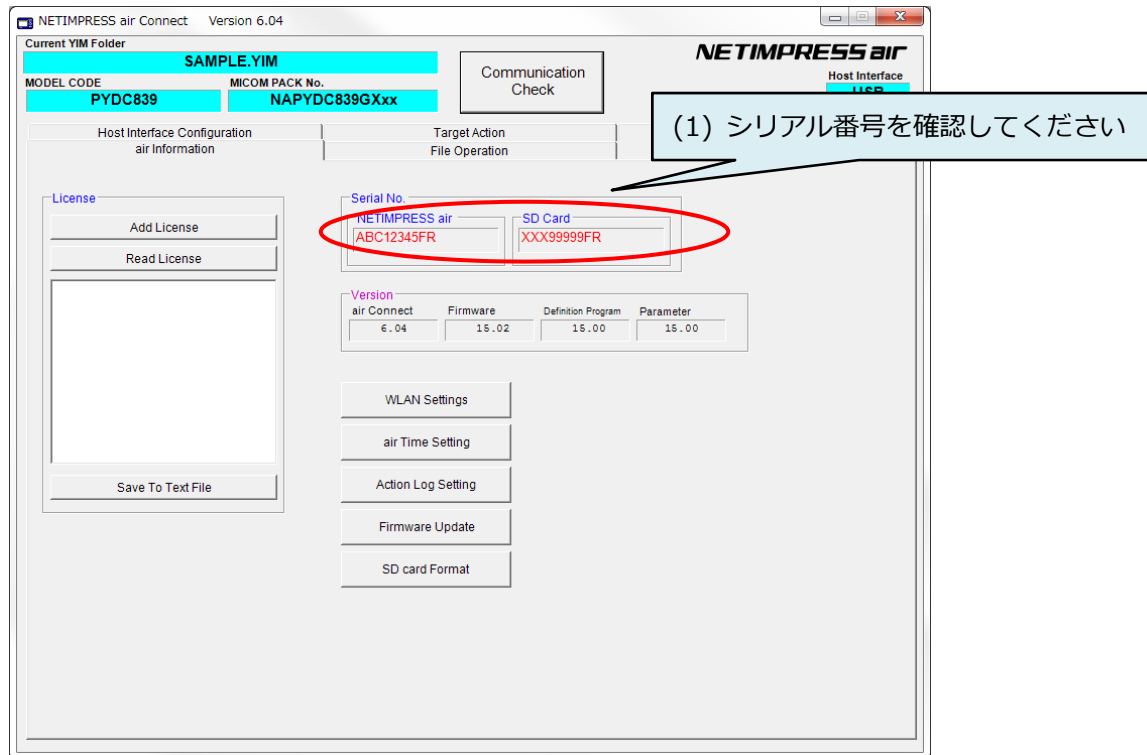 NETIMPRESS air Connect Version 6.04
Current YIM Folder
SAMPLE.YIM
MODEL CODE
MICOM PACK No.
PYDC839
NAPYDC839GXxx
Communication
Check
NETIMPRESS air
Host Interface
USB
(1) シリアル番号を確認してください
Host Interface Configuration
Target Action
air Information
File Operation
License
Add License
Read License
Save To Text File
Serial No.
NETIMPRESS air
SD Card
ABC12345FR
XXX99999FR
Version
air Connect
Firmware
Definition Program
Parameter
6.04
15.02
15.00
15.00
WLAN Settings
air Time Setting
Action Log Setting
Firmware Update
SD card Format